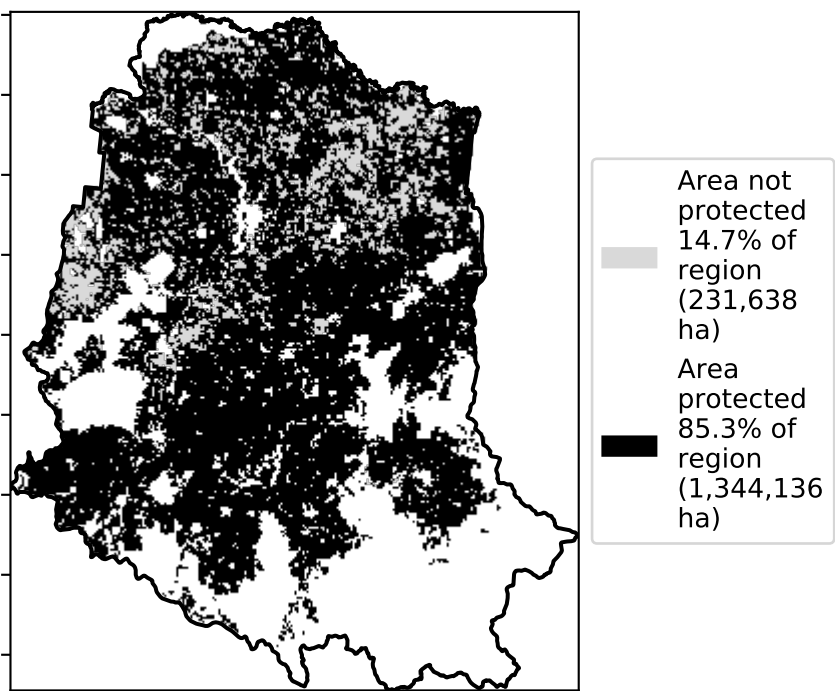 Area not
protected
14.7% of
region
(231,638
ha)
Area
protected
85.3% of
region
(1,344,136
ha)